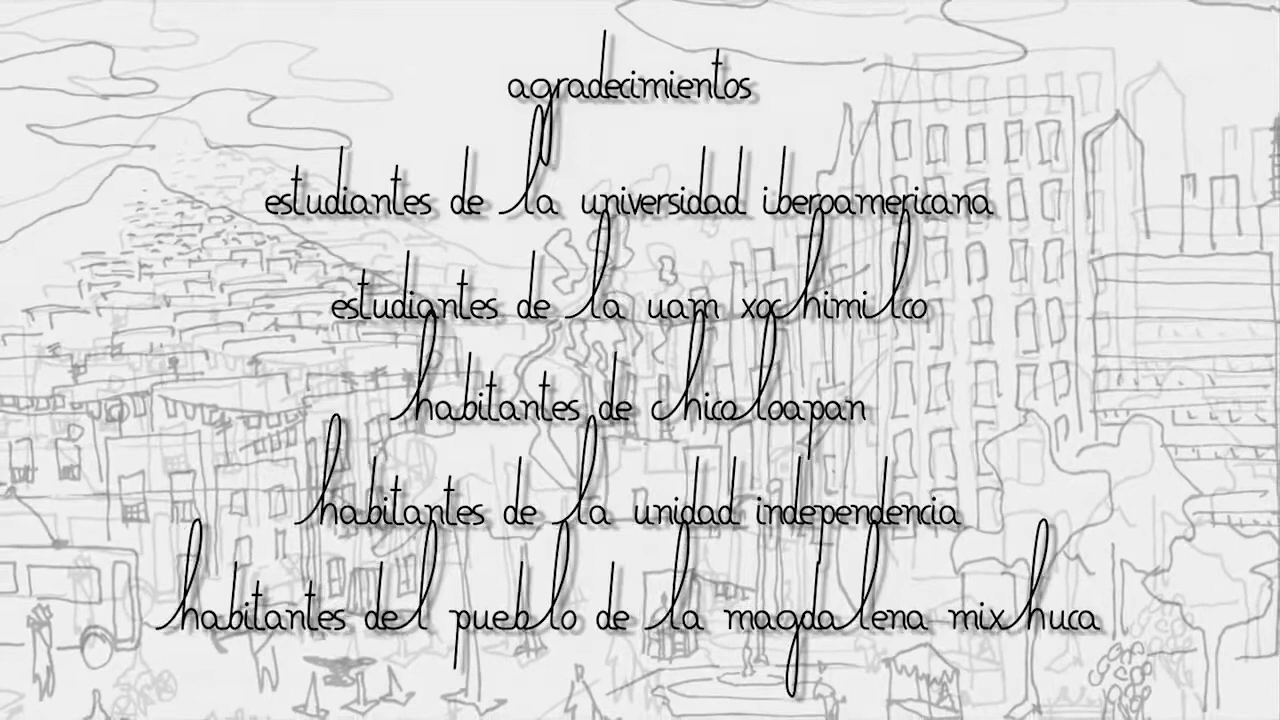 agradecimientos
estudiantes de la universidad iberoamericana
estudiantes de la uam xochimilco
habitantes de chicoloapan
habitantes de la unidad independencia
habitantes del pueblo de la magdalena mixhuca